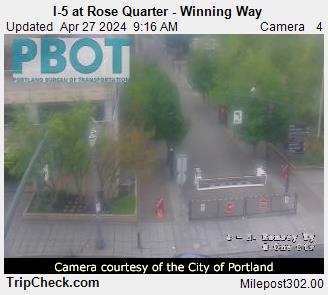 I-5 at Rose Quarter - Winning Way
Updated Apr 27 2024 9:16 AM Camera 4
PBOT
PORTLAND BUREAU OF TRANSPORTATION
Camera courtesy of the City of Portland
TripCheck.com Milepost302.00